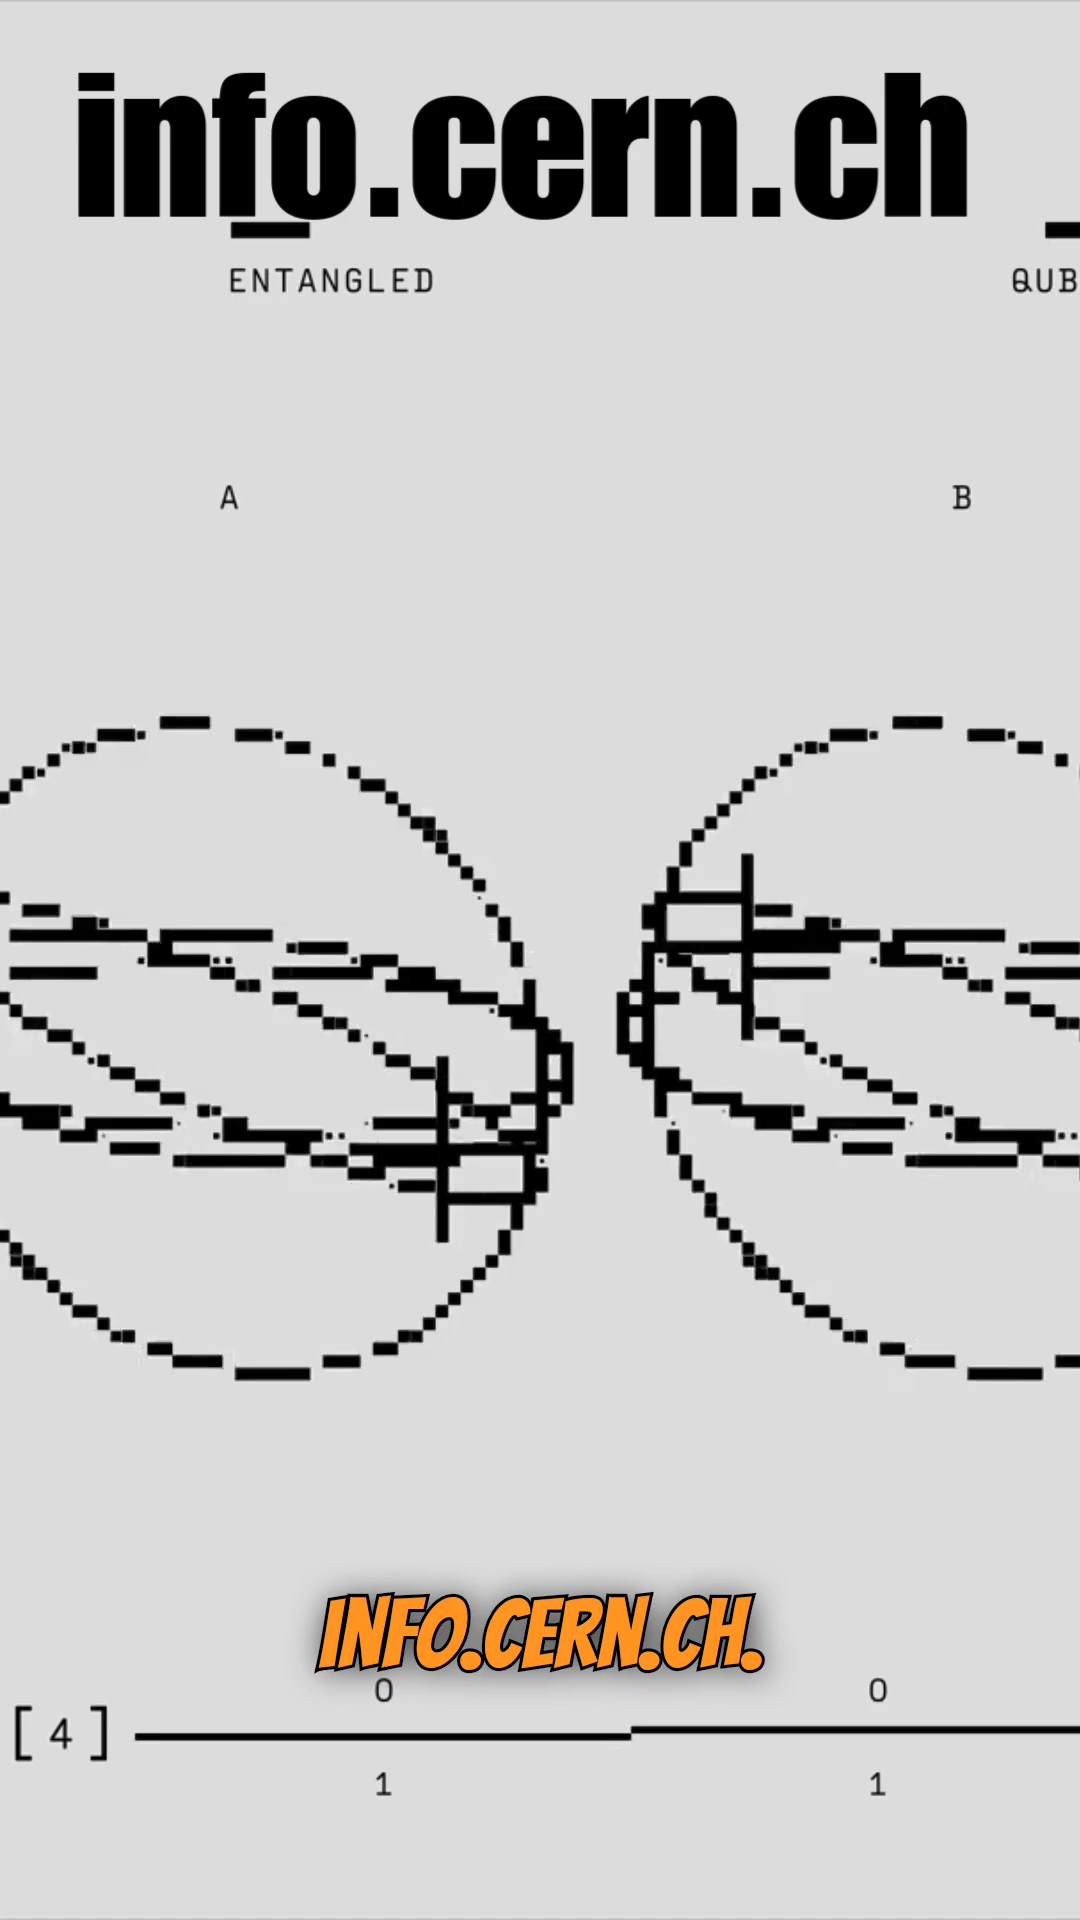 info.cern.ch
ENTANGLED
QUB
A
B
INFO.CERN.CH.
0
0
[4]
1
1